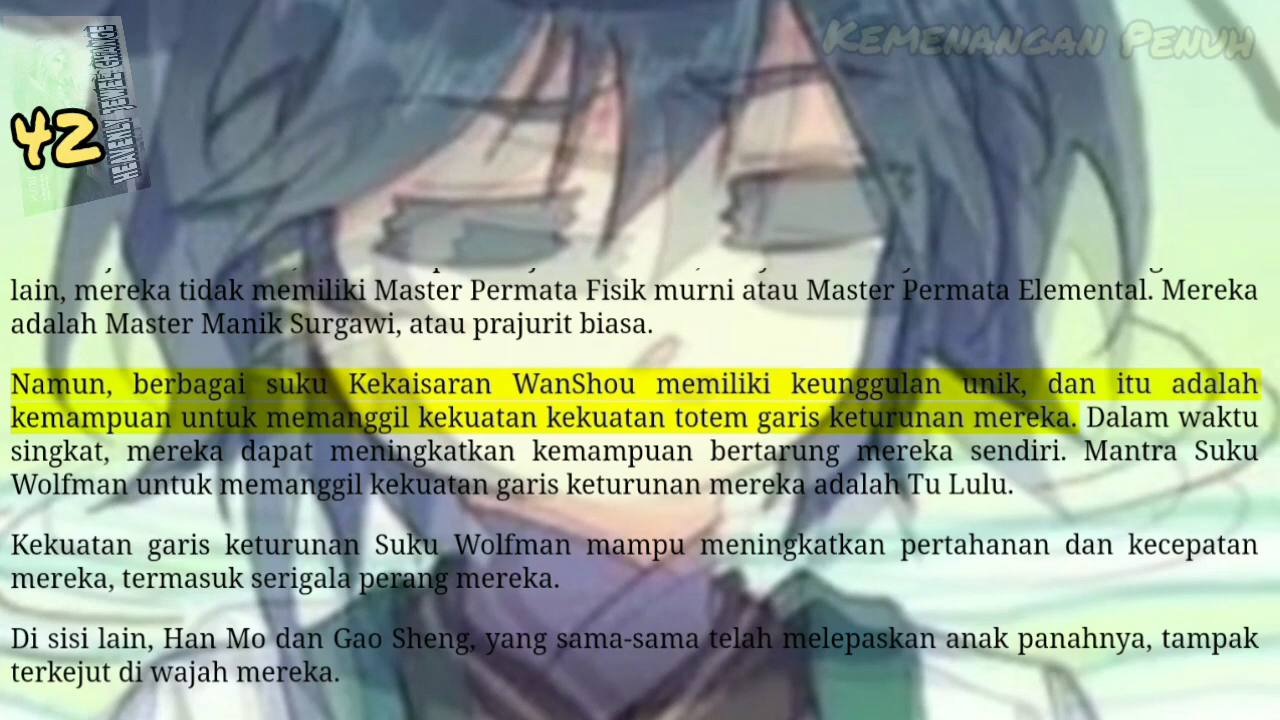 Kemenangan Penuh
42
HEAVENLY JEWEL CHANGE
lain, mereka tidak memiliki Master Permata Fisik murni atau Master Permata Elemental. Mereka
adalah Master Manik Surgawi, atau prajurit biasa.
Namun, berbagai suku Kekaisaran WanShou memiliki keunggulan unik, dan itu adalah
kemampuan untuk memanggil kekuatan kekuatan totem garis keturunan mereka. Dalam waktu
singkat, mereka dapat meningkatkan kemampuan bertarung mereka sendiri. Mantra Suku
Wolfman untuk memanggil kekuatan garis keturunan mereka adalah Tu Lulu.
Kekuatan garis keturunan Suku Wolfman mampu meningkatkan pertahanan dan kecepatan
mereka, termasuk serigala perang mereka.
Di sisi lain, Han Mo dan Gao Sheng, yang sama-sama telah melepaskan anak panahnya, tampak
terkejut di wajah mereka.